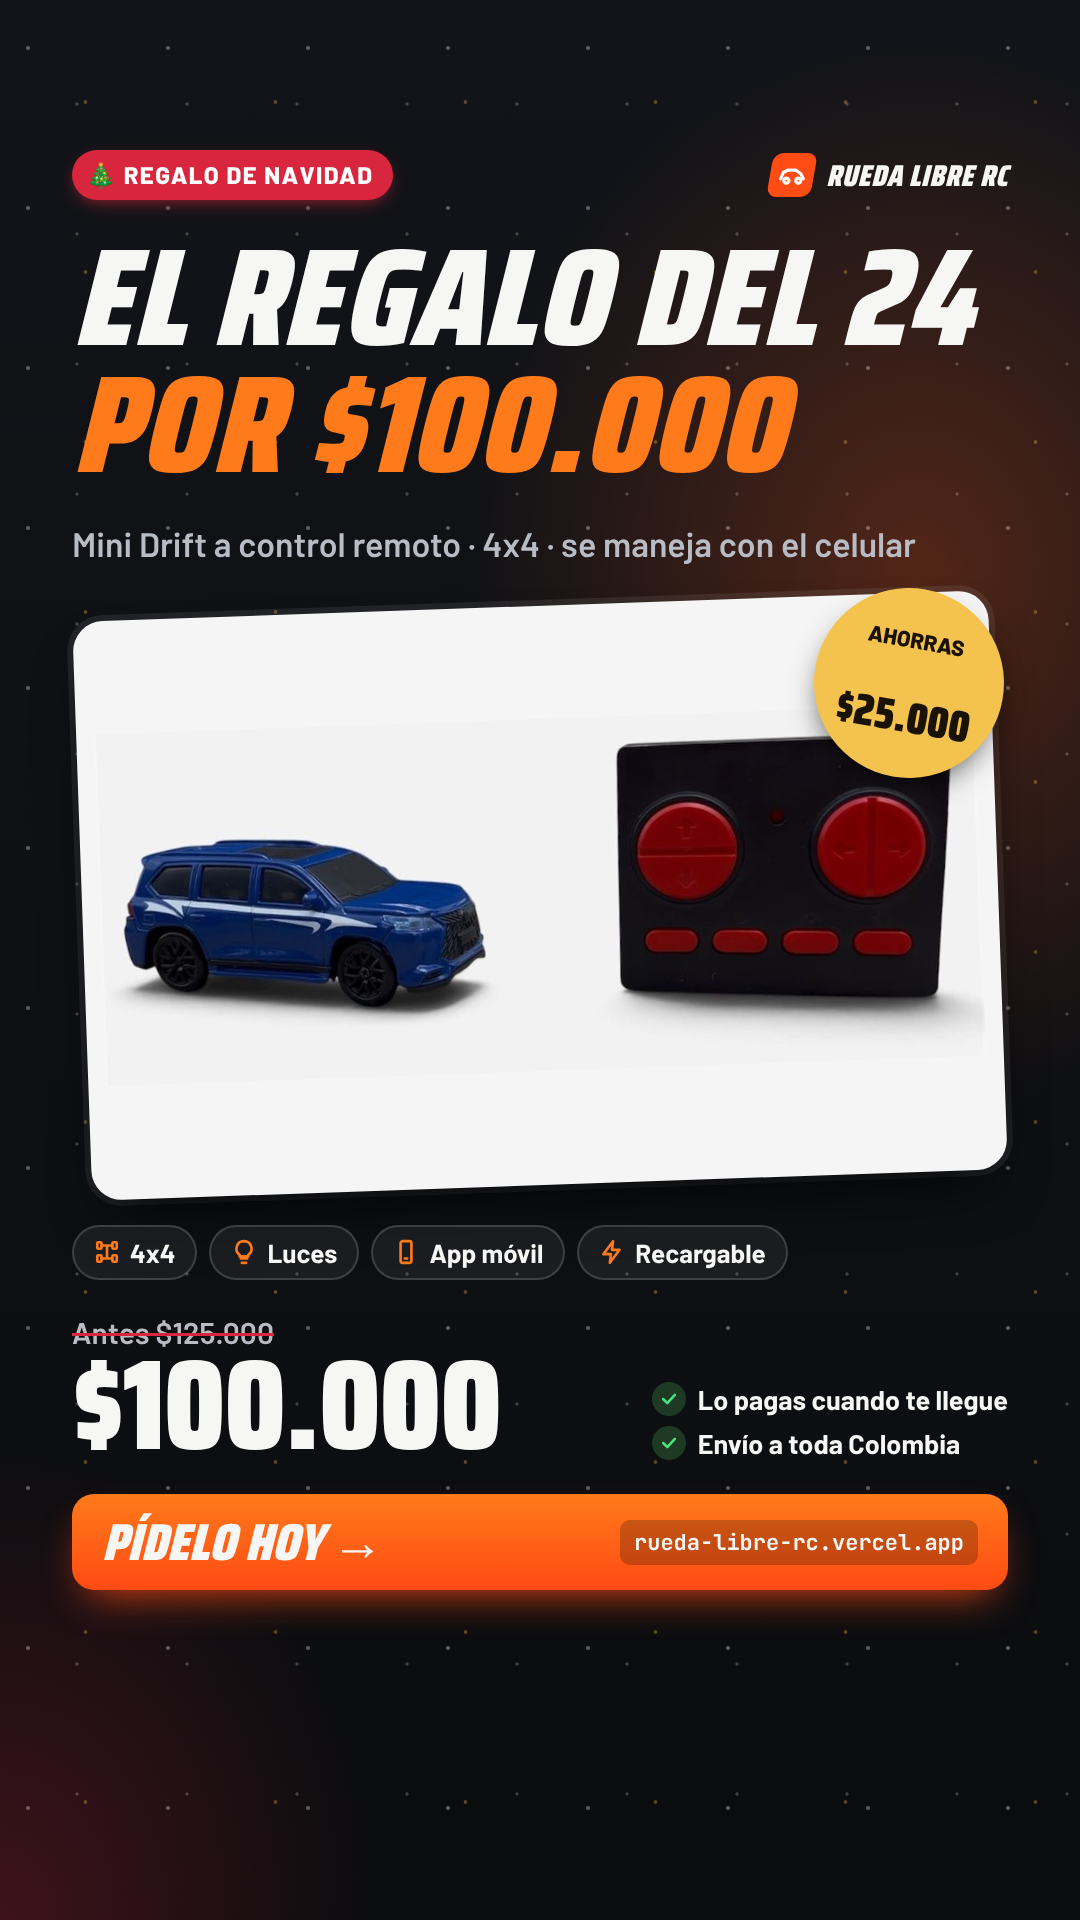 🎄 REGALO DE NAVIDAD
RUEDA LIBRE RC
EL REGALO DEL 24
POR $100.000
Mini Drift a control remoto · 4x4 · se maneja con el celular
AHORRAS
$25.000
4x4
Luces
App móvil
Recargable
Antes $125.000
$100.000
Lo pagas cuando te llegue
Envío a toda Colombia
PÍDELO HOY →
rueda-libre-rc.vercel.app